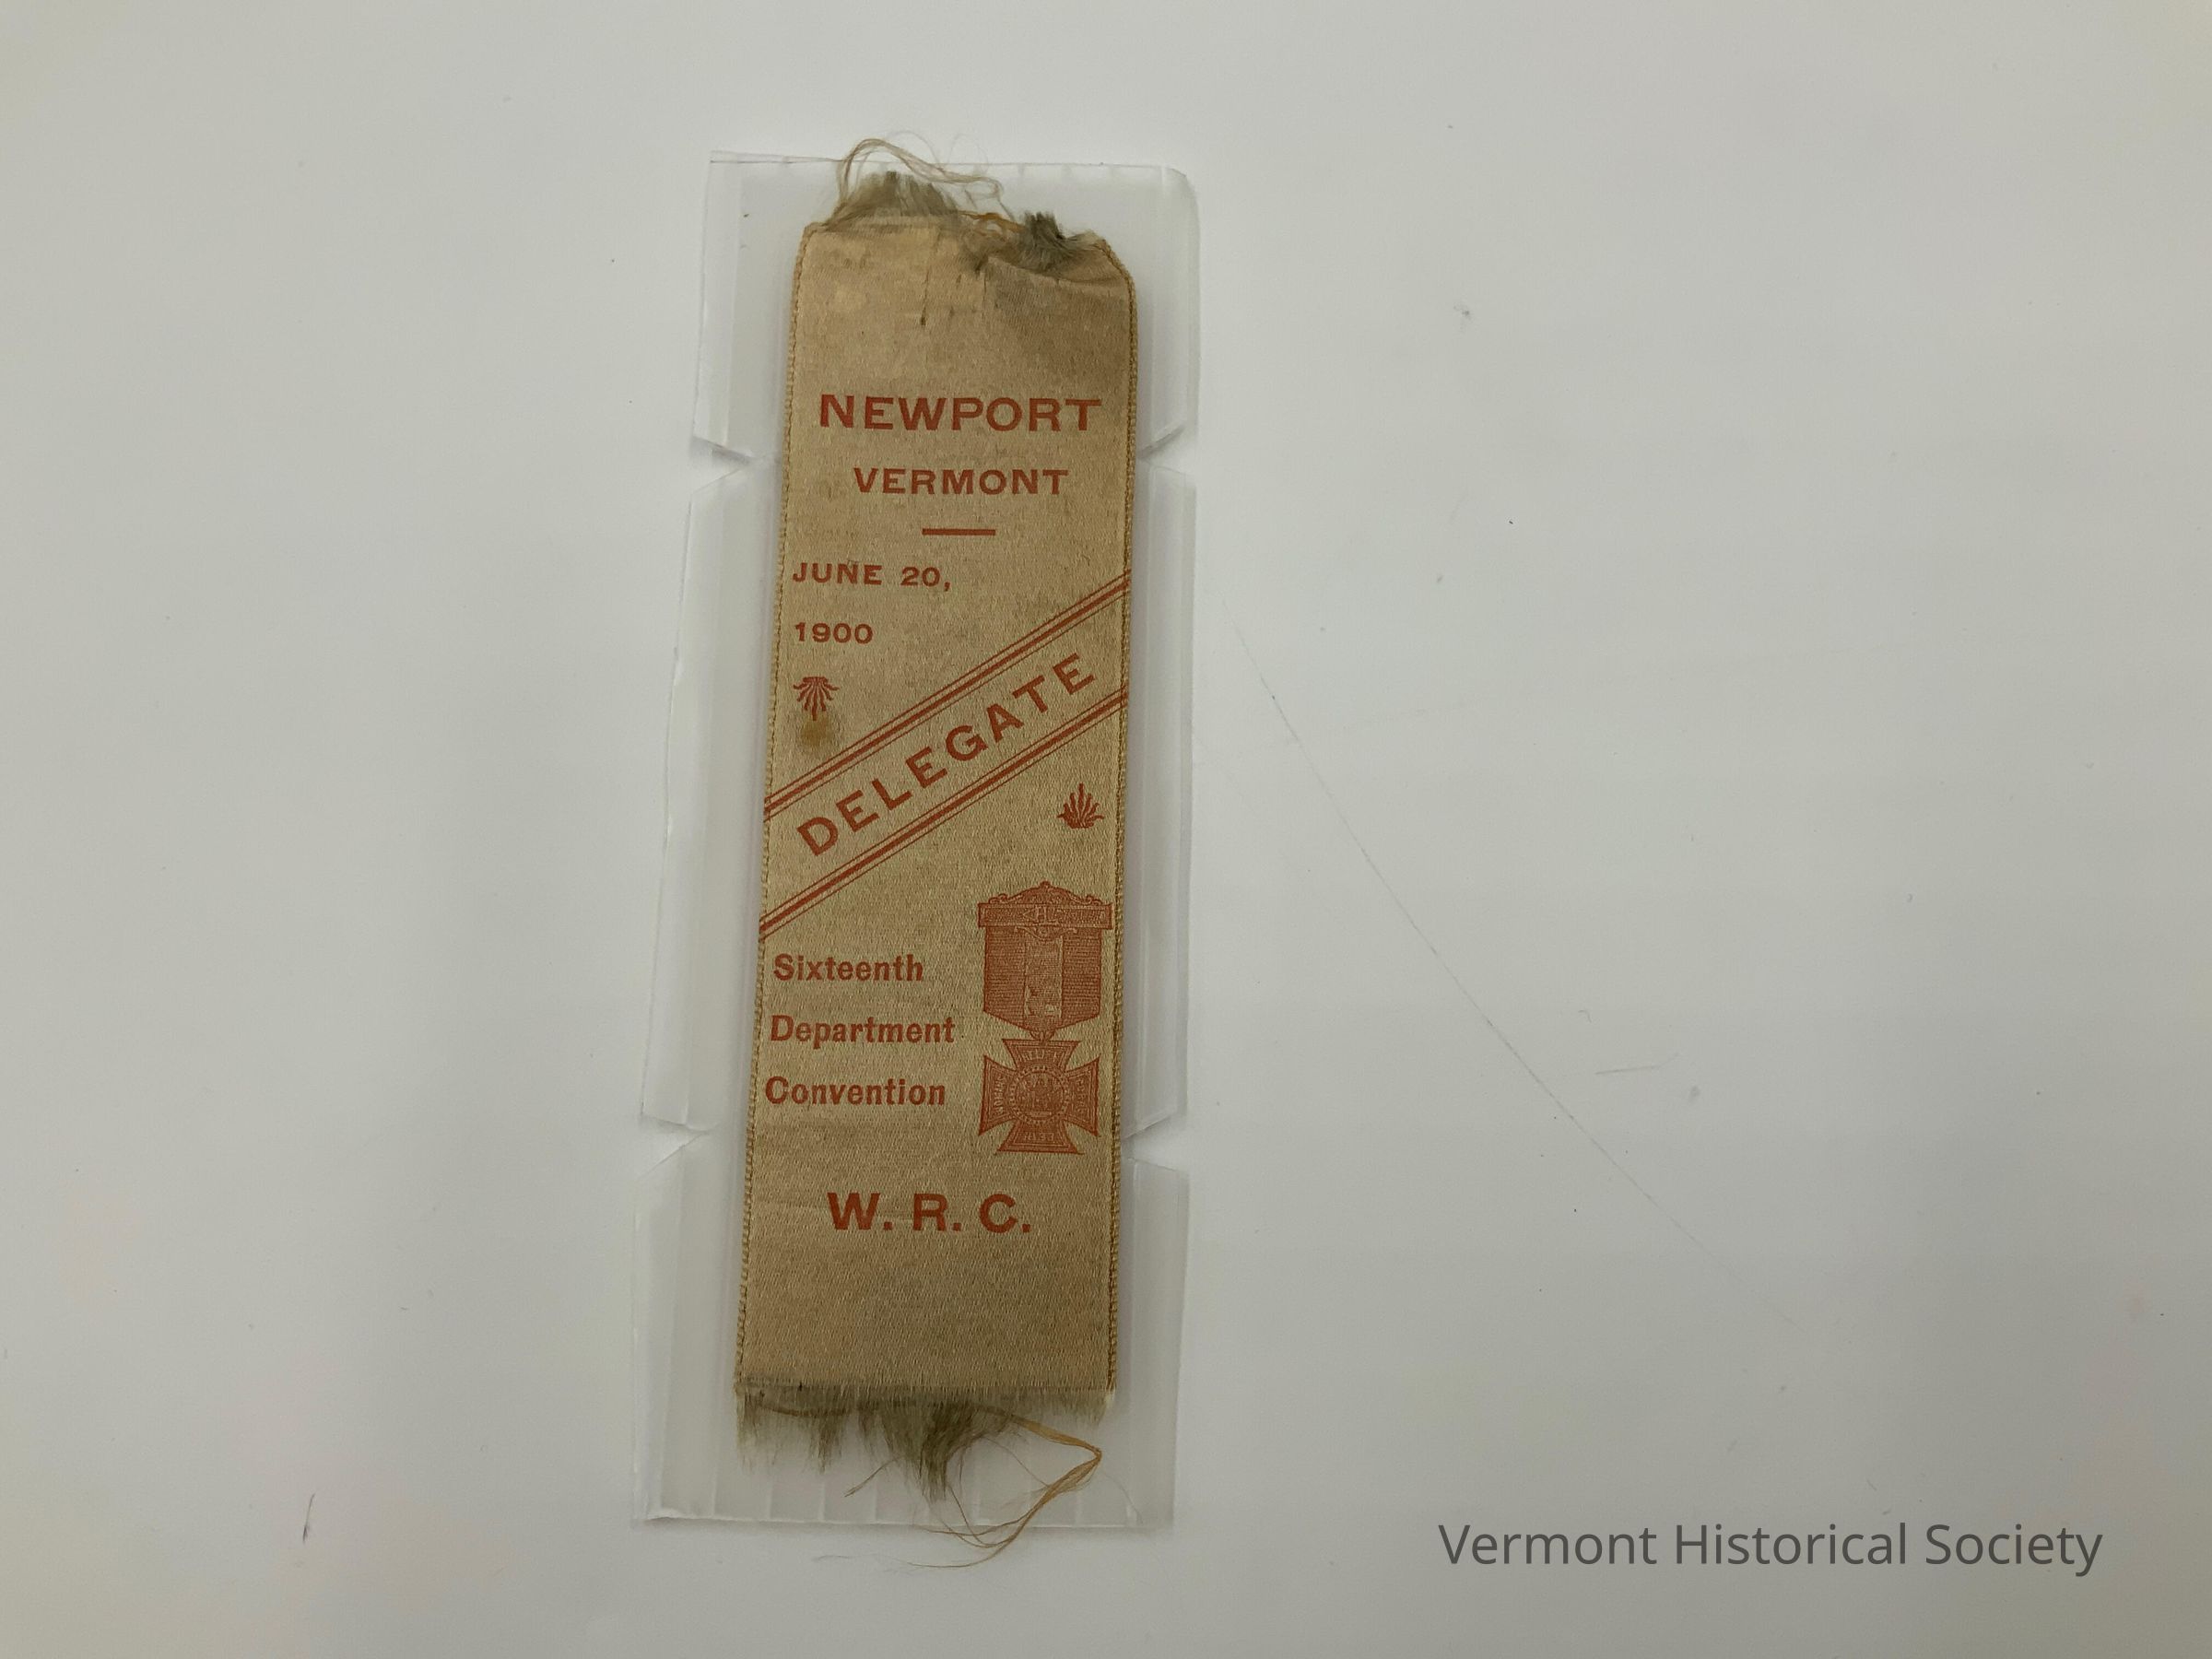 NEWPORT
VERMONT
JUNE 20,
1900
DELEGATE
Sixteenth
Department
Convention
W. R. C.
Vermont Historical Society